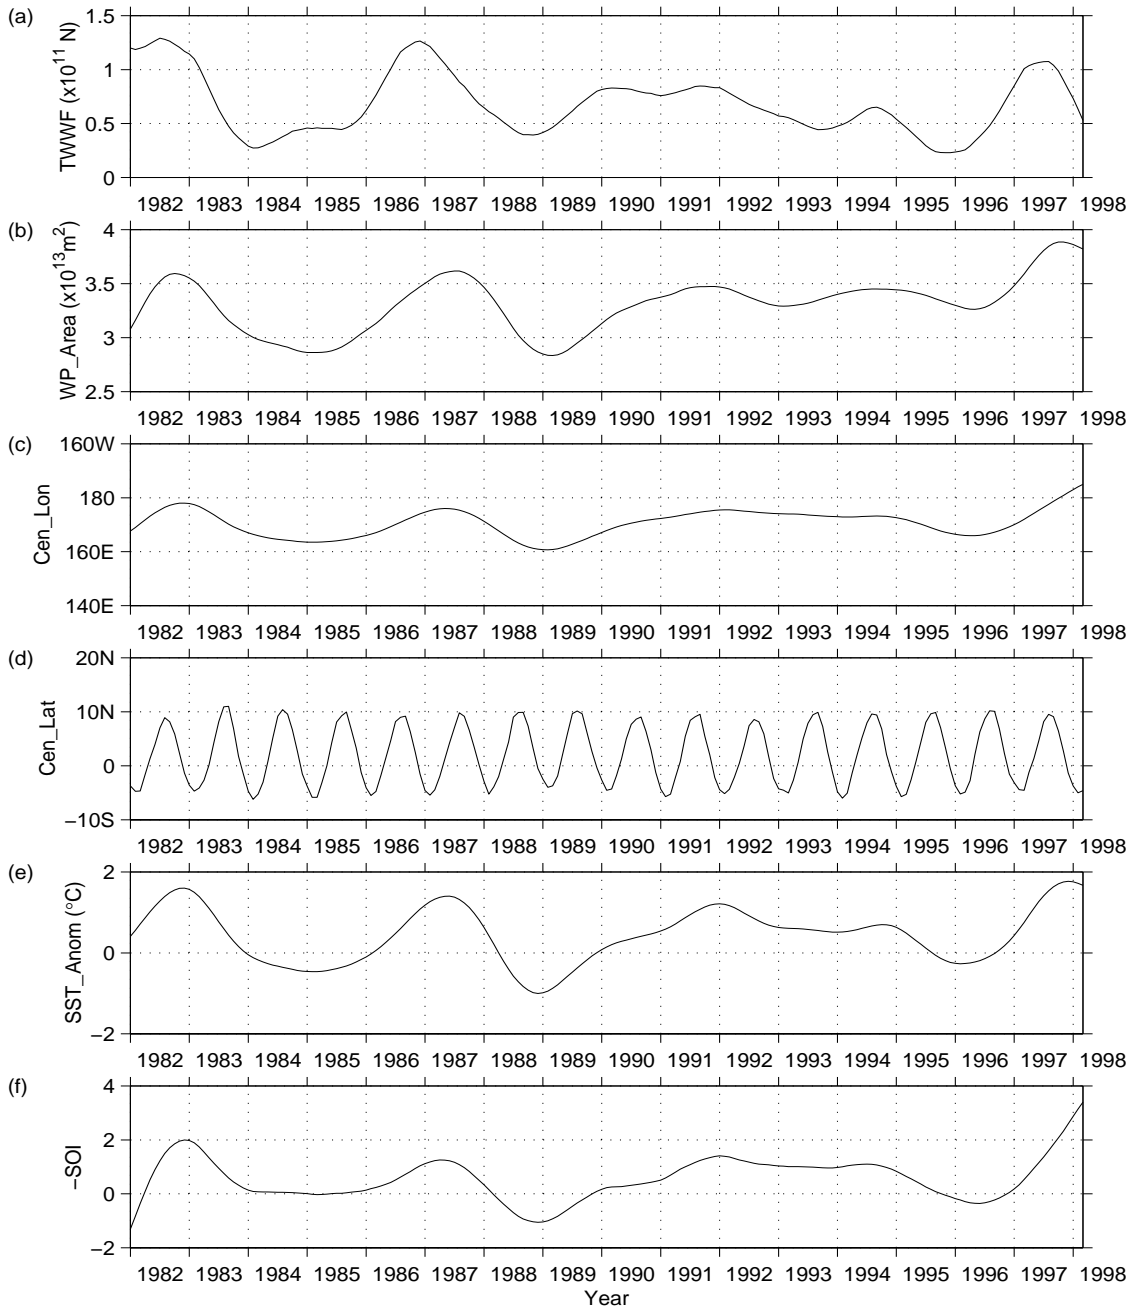 (a)
TWWF (x10^11 N)
1.5
1
0.5
0
1982 1983 1984 1985 1986 1987 1988 1989 1990 1991 1992 1993 1994 1995 1996 1997 1998
(b)
WP_Area (x10^13m^2)
4
3.5
3
2.5
1982 1983 1984 1985 1986 1987 1988 1989 1990 1991 1992 1993 1994 1995 1996 1997 1998
(c)
Cen_Lon
160W
180
160E
140E
1982 1983 1984 1985 1986 1987 1988 1989 1990 1991 1992 1993 1994 1995 1996 1997 1998
(d)
Cen_Lat
20N
10N
0
−10S
1982 1983 1984 1985 1986 1987 1988 1989 1990 1991 1992 1993 1994 1995 1996 1997 1998
(e)
SST_Anom (°C)
2
0
−2
1982 1983 1984 1985 1986 1987 1988 1989 1990 1991 1992 1993 1994 1995 1996 1997 1998
(f)
−SOI
4
2
0
−2
1982 1983 1984 1985 1986 1987 1988 1989 1990 1991 1992 1993 1994 1995 1996 1997 1998
Year